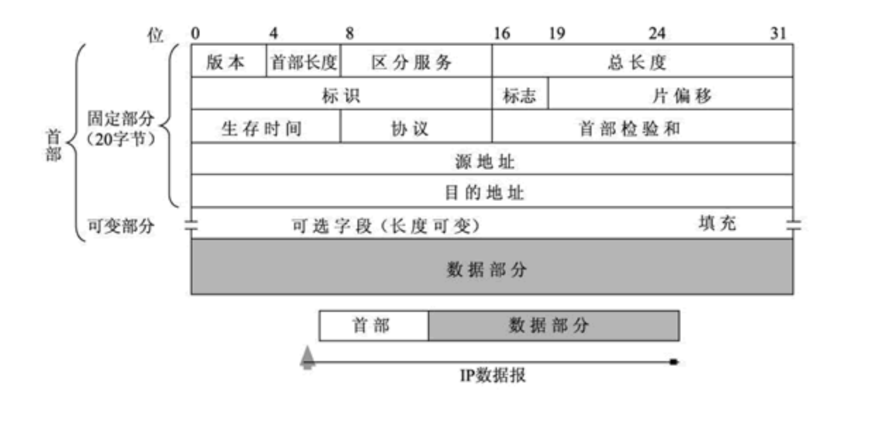 位 0 4 8 16 19 24 31
版本 首部长度 区分服务 总长度
标识 标志 片偏移
首部
固定部分
(20字节)
生存时间 协议 首部检验和
源地址
目的地址
可变部分 可选字段(长度可变) 填充
数据部分
首部 数据部分
IP数据报